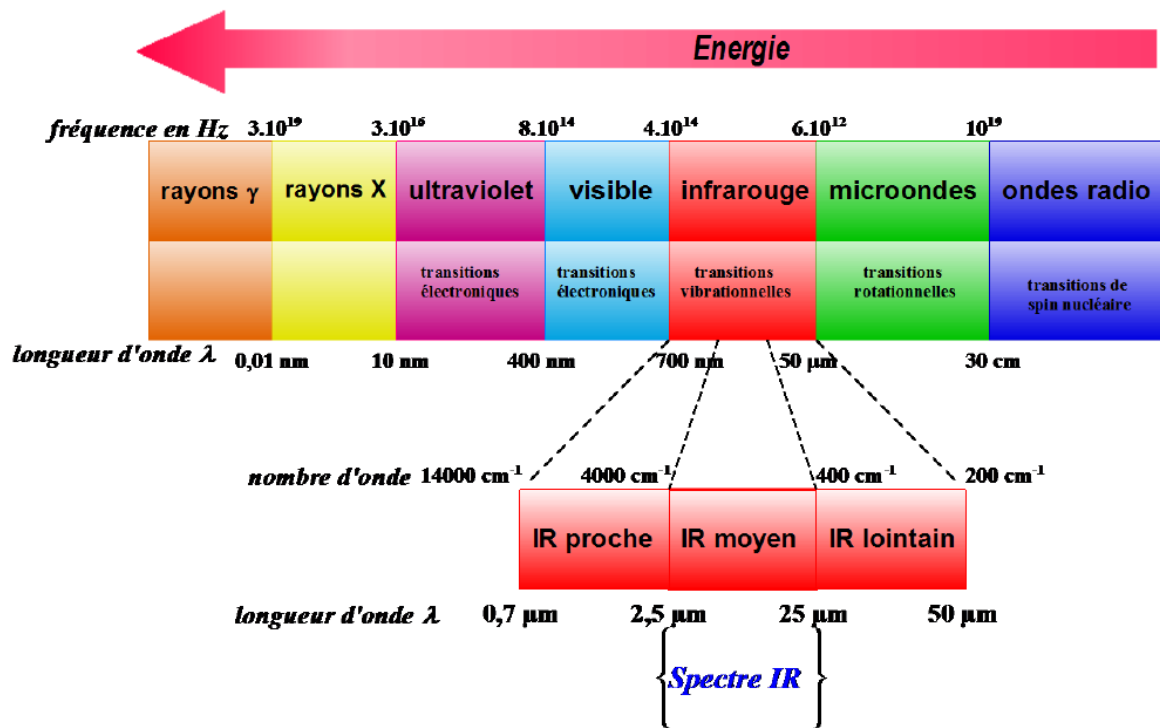 Energie
fréquence en Hz 3.10¹⁹ 3.10¹⁶ 8.10¹⁴ 4.10¹⁴ 6.10¹² 10¹⁹
rayons γ rayons X ultraviolet visible infrarouge microondes ondes radio
transitions électroniques
transitions électroniques
transitions vibrationnelles
transitions rotationnelles
transitions de spin nucléaire
longueur d'onde λ 0,01 nm 10 nm 400 nm 700 nm 50 µm 30 cm
nombre d'onde 14000 cm⁻¹ 4000 cm⁻¹ 400 cm⁻¹ 200 cm⁻¹
IR proche IR moyen IR lointain
longueur d'onde λ 0,7 µm 2,5 µm 25 µm 50 µm
Spectre IR